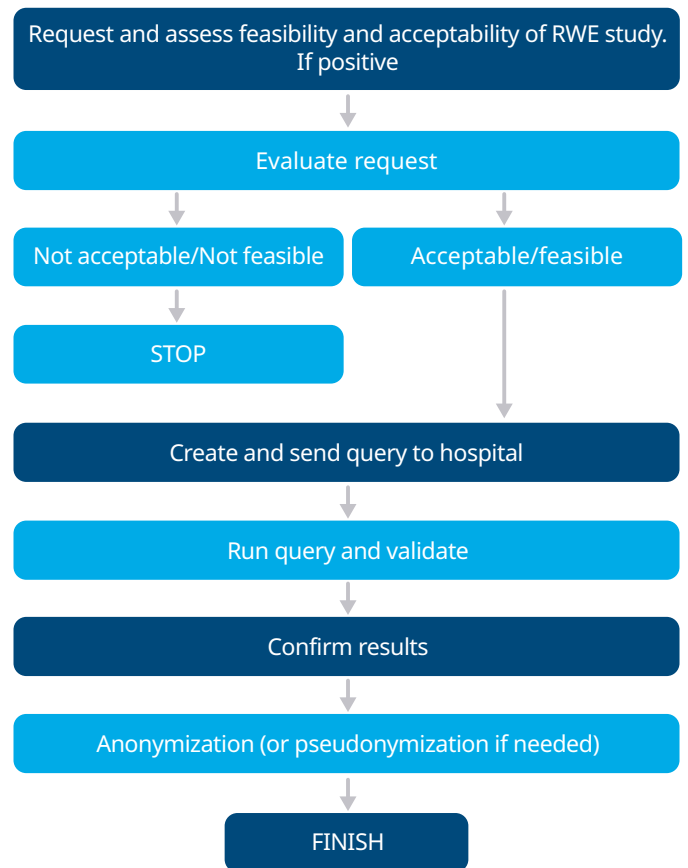 Request and assess feasibility and acceptability of RWE study.
If positive
Evaluate request
Not acceptable/Not feasible
Acceptable/feasible
STOP
Create and send query to hospital
Run query and validate
Confirm results
Anonymization (or pseudonymization if needed)
FINISH